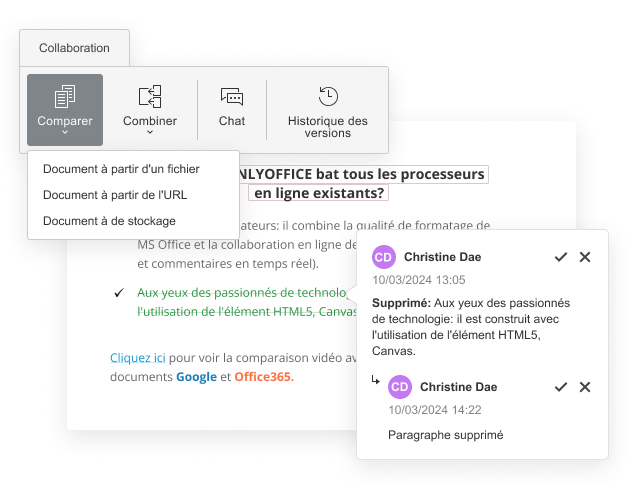 Collaboration
Comparer
Combiner
Chat
Historique des
versions
Document à partir d'un fichier
Document à partir de l'URL
Document à de stockage
NLYOFFICE bat tous les processeurs
en ligne existants?
ateurs: il combine la qualité de formatage de
MS Office et la collaboration en ligne de
et commentaires en temps réel).
Aux yeux des passionnés de technolog
l'utilisation de l'élément HTML5, Canvas
Cliquez ici pour voir la comparaison vidéo av
documents Google et Office365.
CD Christine Dae
10/03/2024 13:05
Supprimé: Aux yeux des passionnés
de technologie: il est construit avec
l'utilisation de l'élément HTML5,
Canvas.
CD Christine Dae
10/03/2024 14:22
Paragraphe supprimé